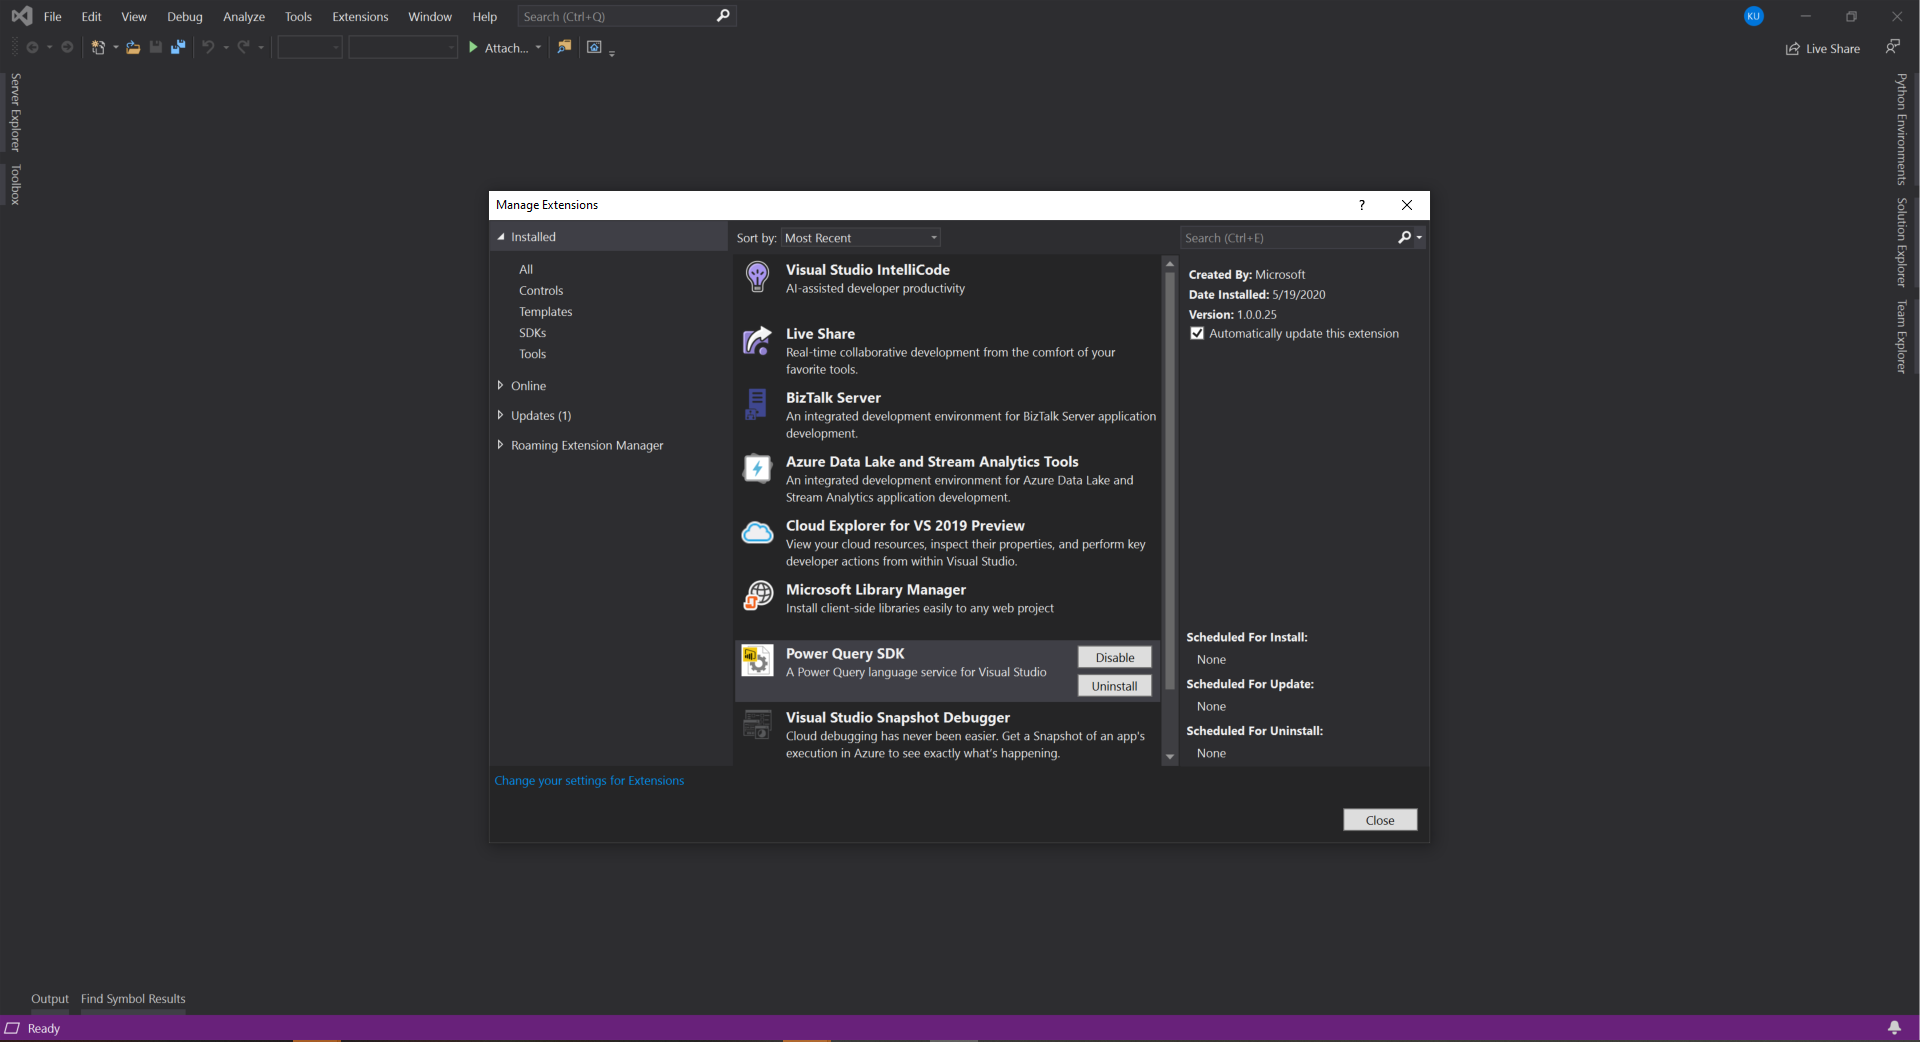 File Edit View Debug Analyze Tools Extensions Window Help Search (Ctrl+Q) KU
Attach... Live Share
Server Explorer
Toolbox
Python Environments
Solution Explorer
Team Explorer
Manage Extensions ?
Installed
All
Controls
Templates
SDKs
Tools
Online
Updates (1)
Roaming Extension Manager
Change your settings for Extensions
Sort by: Most Recent
Visual Studio IntelliCode
AI-assisted developer productivity
Live Share
Real-time collaborative development from the comfort of your
favorite tools.
BizTalk Server
An integrated development environment for BizTalk Server application
development.
Azure Data Lake and Stream Analytics Tools
An integrated development environment for Azure Data Lake and
Stream Analytics application development.
Cloud Explorer for VS 2019 Preview
View your cloud resources, inspect their properties, and perform key
developer actions from within Visual Studio.
Microsoft Library Manager
Install client-side libraries easily to any web project
Power Query SDK
A Power Query language service for Visual Studio
Disable
Uninstall
Visual Studio Snapshot Debugger
Cloud debugging has never been easier. Get a Snapshot of an app's
execution in Azure to see exactly what's happening.
Search (Ctrl+E)
Created By: Microsoft
Date Installed: 5/19/2020
Version: 1.0.0.25
Automatically update this extension
Scheduled For Install:
None
Scheduled For Update:
None
Scheduled For Uninstall:
None
Close
Output Find Symbol Results
Ready